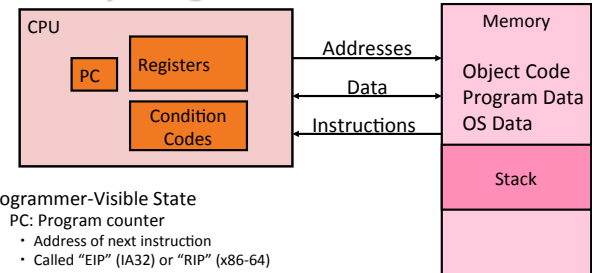 CPU
PC
Registers
Condition
Codes
Addresses
Data
Instructions
Memory
Object Code
Program Data
OS Data
Stack
ogrammer-Visible State
PC: Program counter
• Address of next instruction
• Called “EIP” (IA32) or “RIP” (x86-64)